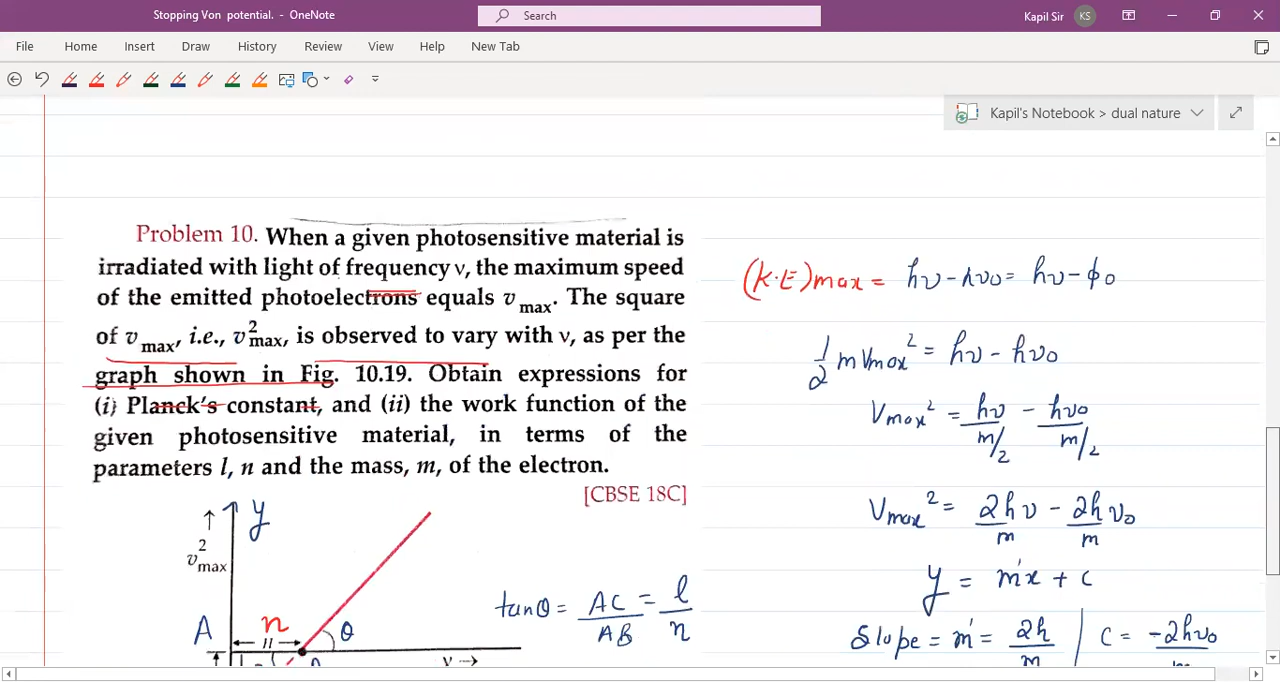 Stopping Von potential. - OneNote
Search
Kapil Sir
KS
File Home Insert Draw History Review View Help New Tab
Kapil's Notebook > dual nature
Problem 10. When a given photosensitive material is
irradiated with light of frequency ν, the maximum speed
of the emitted photoelectrons equals v max. The square
of v max, i.e., v²max, is observed to vary with ν, as per the
graph shown in Fig. 10.19. Obtain expressions for
(i) Planck's constant, and (ii) the work function of the
given photosensitive material, in terms of the
parameters l, n and the mass, m, of the electron.
[CBSE 18C]
(K.E)max = hν - hν₀ = hν - ϕ₀
1/2 m Vmax² = hν - hν₀
Vmax² = hν/(m/2) - hν₀/(m/2)
Vmax² = 2h/m ν - 2h/m ν₀
y = m'x + c
Slope = m' = 2h/m | C = -2hν₀
↑ y
v²max
A n θ
n
ν →
tanθ = AC/AB = l/n